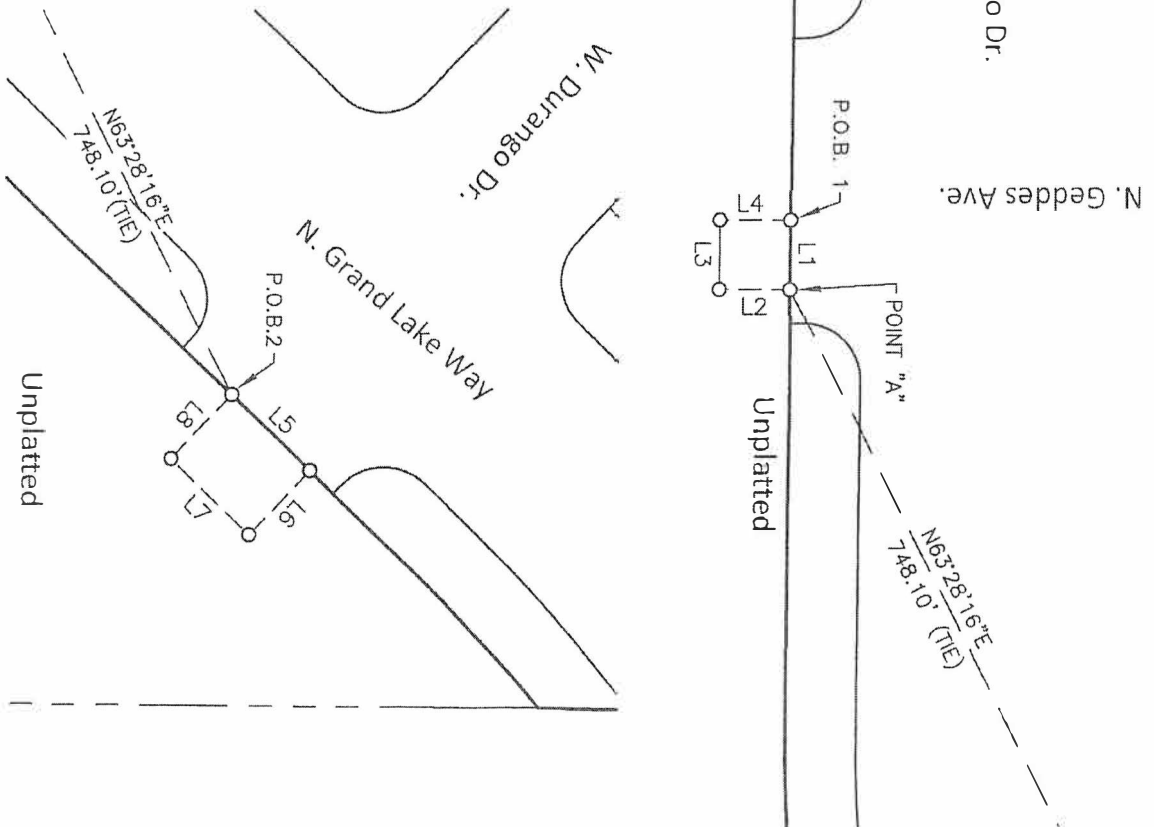 o Dr.
N. Geddes Ave.
P.O.B. 1
L4
L1
L3
L2
POINT "A"
Unplatted
N63°28'16"E
748.10' (TIE)
W. Durango Dr.
N63°28'16"E
748.10' (TIE)
N. Grand Lake Way
P.O.B.2
L5
L8
L7
L6
Unplatted